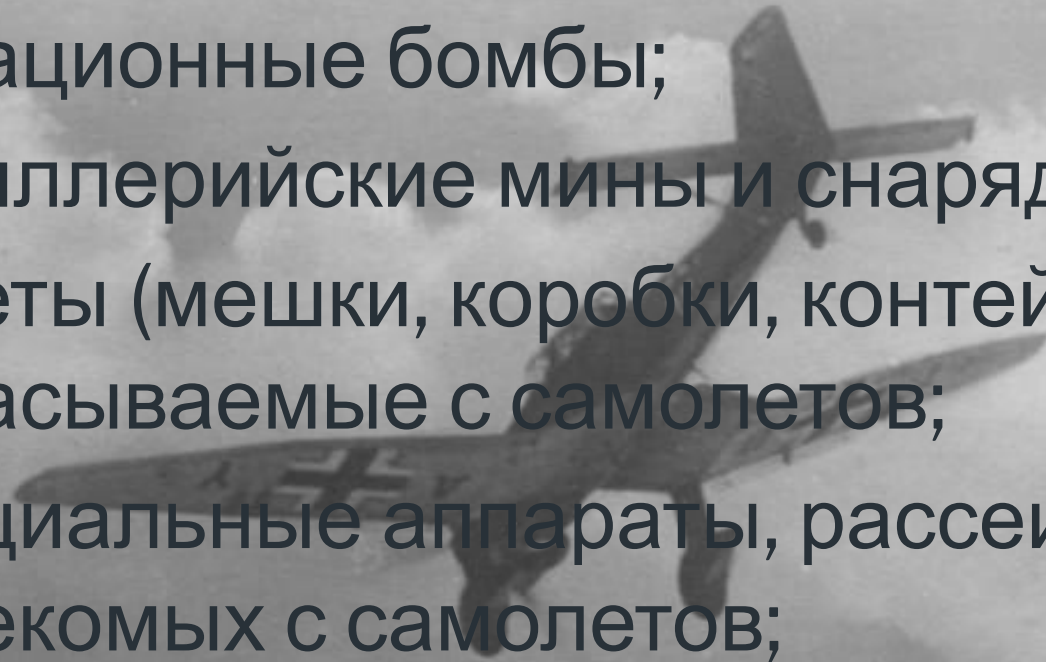 ационные бомбы;
иллерийские мины и снаряд
еты (мешки, коробки, контей
асываемые с самолетов;
циальные аппараты, рассеи
екомых с самолетов;